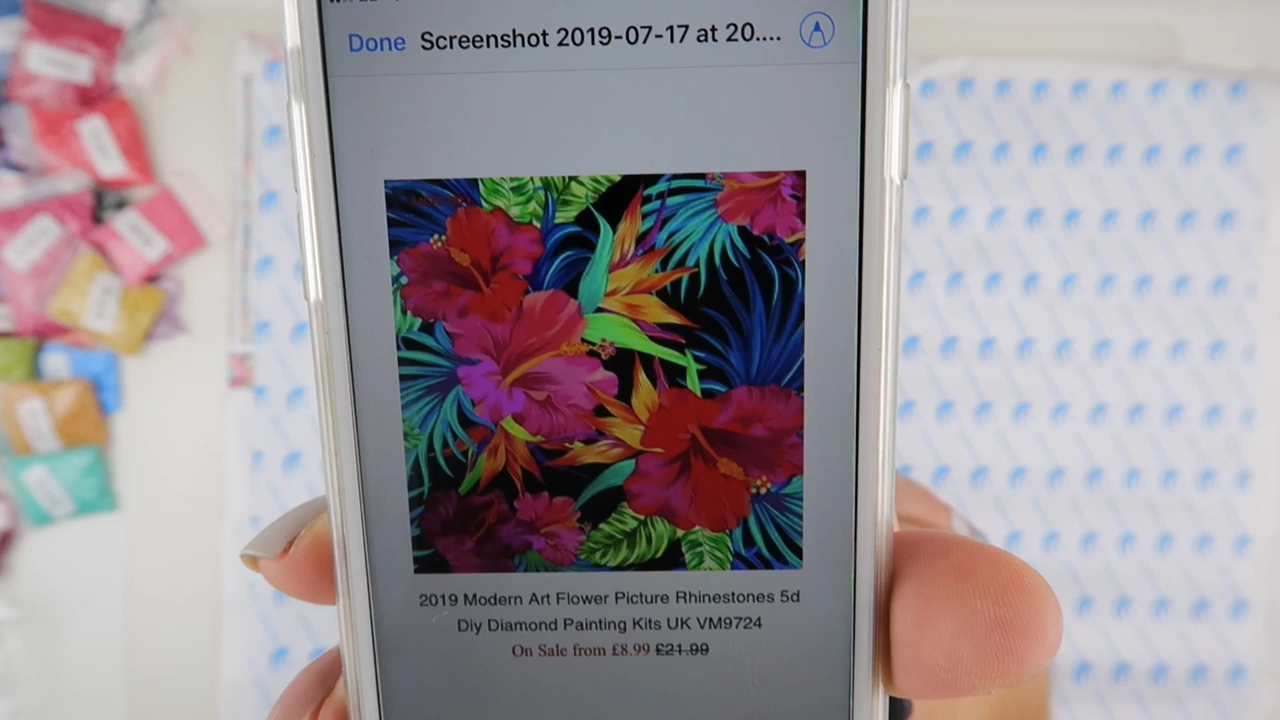 Done Screenshot 2019-07-17 at 20....
2019 Modern Art Flower Picture Rhinestones 5d
Diy Diamond Painting Kits UK VM9724
On Sale from £8.99 £21.99